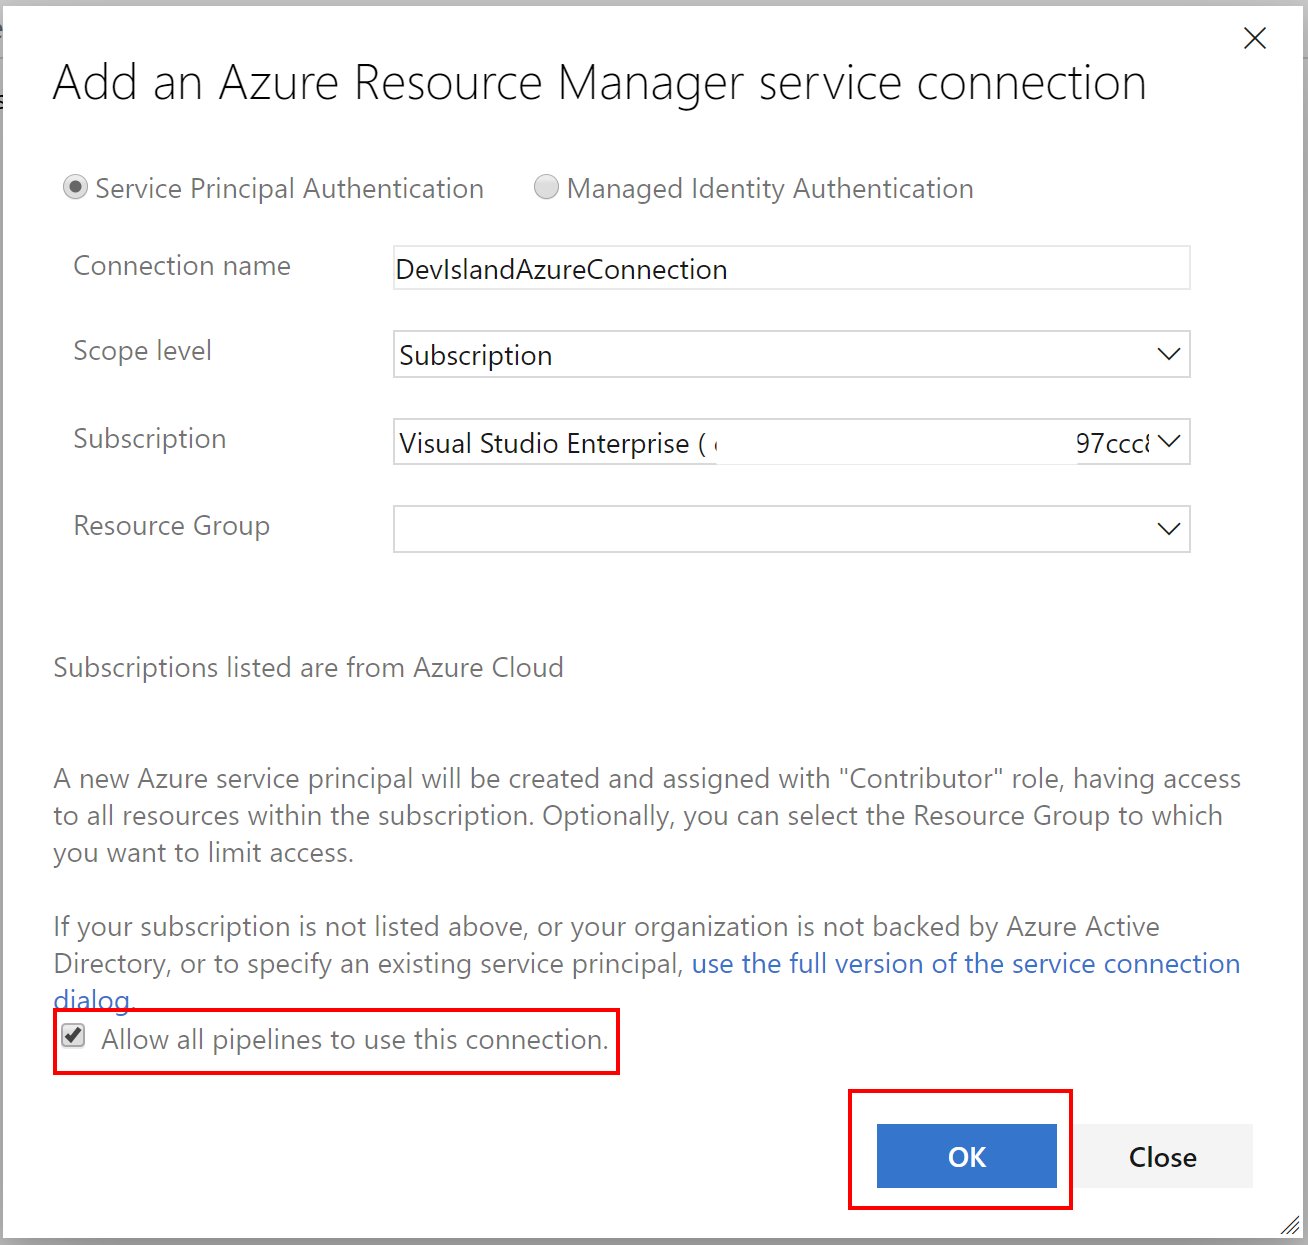 Add an Azure Resource Manager service connection
Service Principal Authentication Managed Identity Authentication
Connection name DevIslandAzureConnection
Scope level Subscription
Subscription Visual Studio Enterprise ( 97ccc
Resource Group
Subscriptions listed are from Azure Cloud
A new Azure service principal will be created and assigned with "Contributor" role, having access
to all resources within the subscription. Optionally, you can select the Resource Group to which
you want to limit access.
If your subscription is not listed above, or your organization is not backed by Azure Active
Directory, or to specify an existing service principal, use the full version of the service connection
dialog.
Allow all pipelines to use this connection.
OK Close